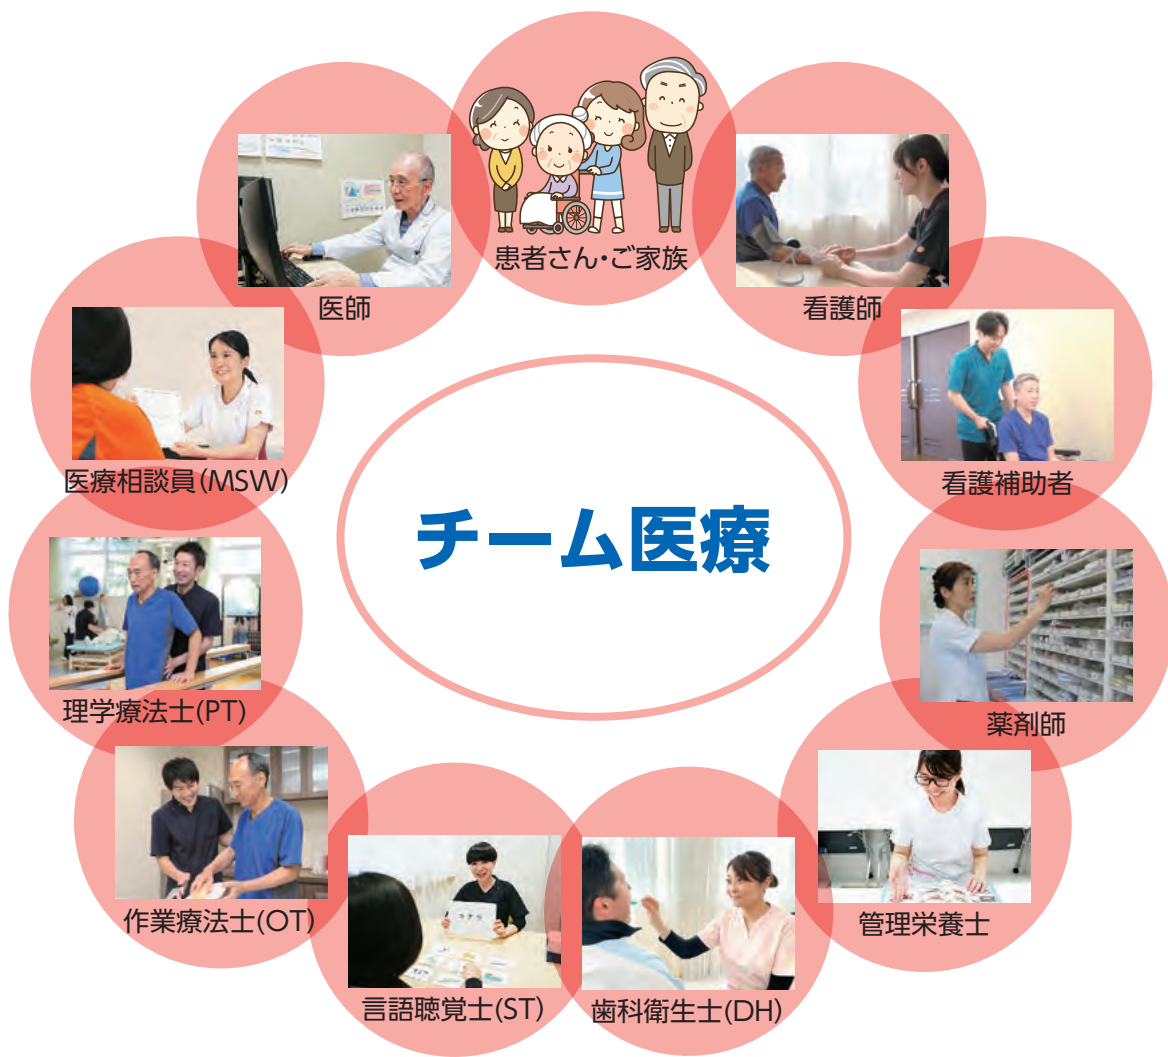 患者さん・ご家族
医師
看護師
医療相談員(MSW)
看護補助者
チーム医療
理学療法士(PT)
薬剤師
作業療法士(OT)
管理栄養士
言語聴覚士(ST)
歯科衛生士(DH)